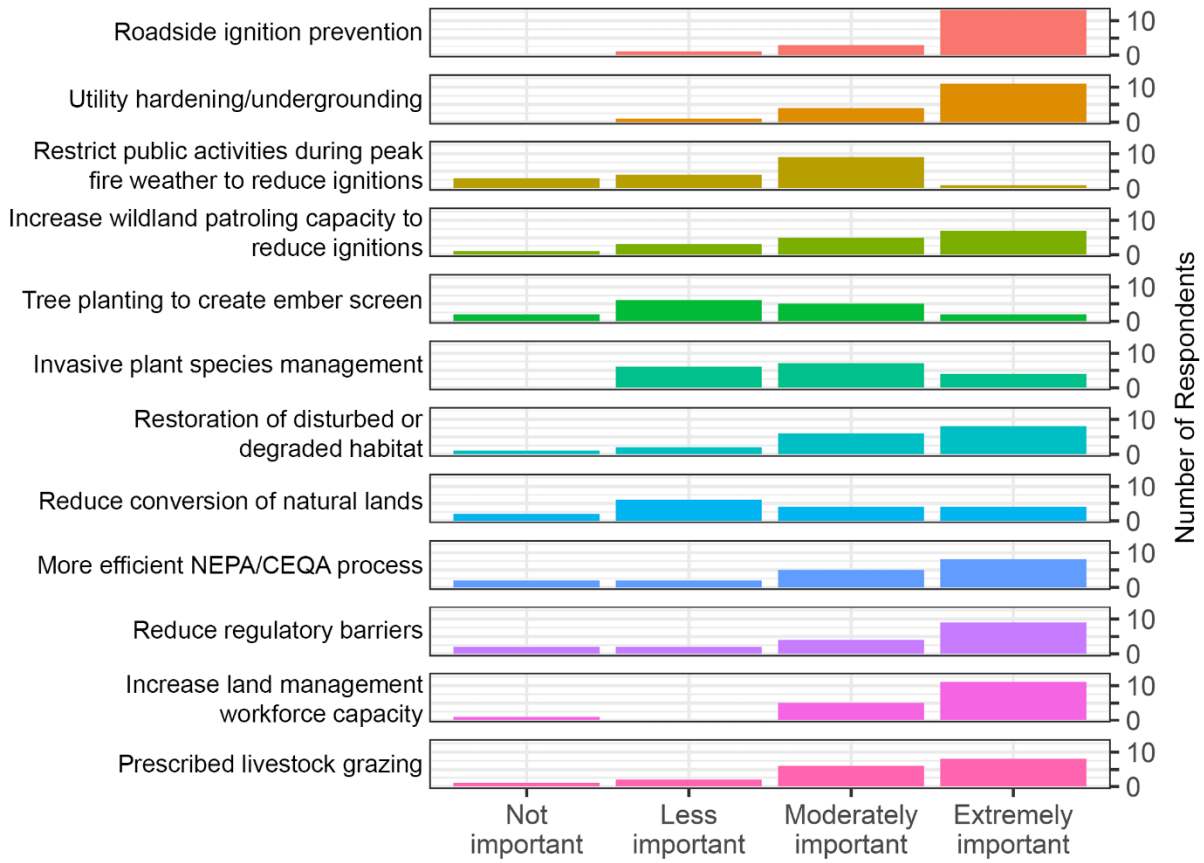 Roadside ignition prevention
10
0
Utility hardening/undergrounding
10
0
Restrict public activities during peak
fire weather to reduce ignitions
10
0
Increase wildland patroling capacity to
reduce ignitions
10
0
Tree planting to create ember screen
10
0
Invasive plant species management
10
0
Restoration of disturbed or
degraded habitat
10
0
Reduce conversion of natural lands
10
0
More efficient NEPA/CEQA process
10
0
Reduce regulatory barriers
10
0
Increase land management
workforce capacity
10
0
Prescribed livestock grazing
10
0
Number of Respondents
Not
important
Less
important
Moderately
important
Extremely
important